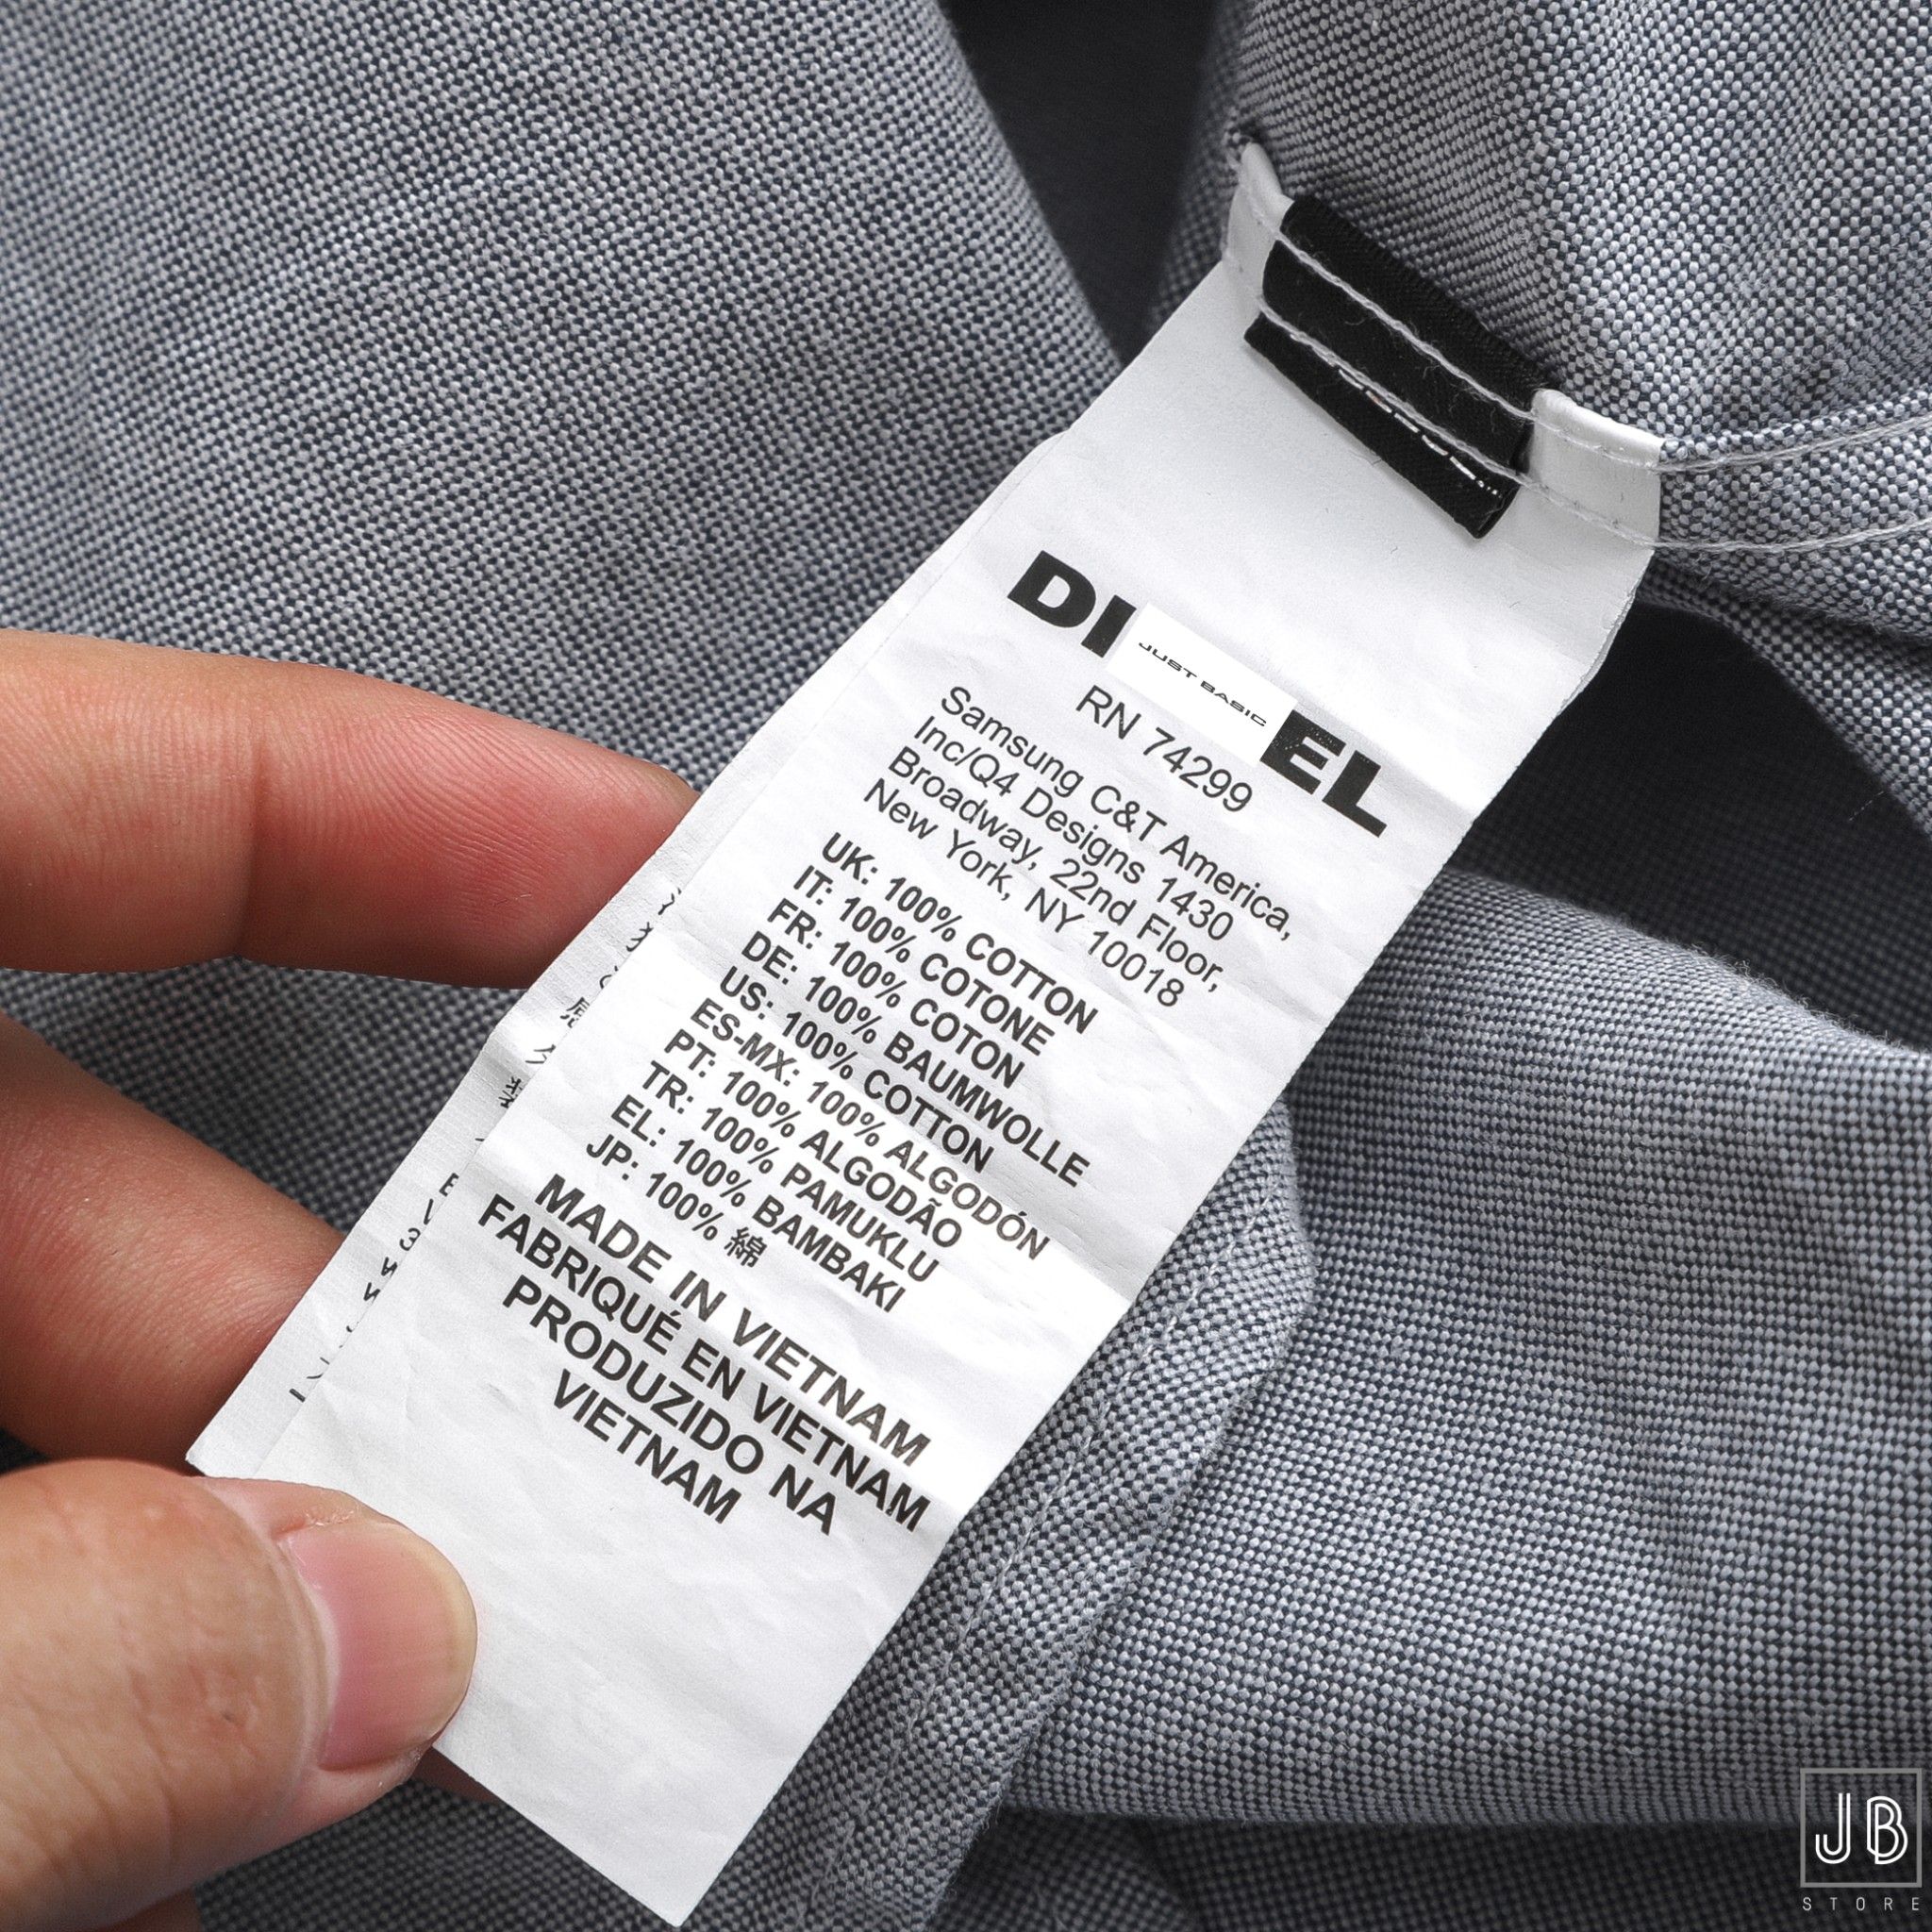 DI EL
JUST BASIC
RN 74299
Samsung C&T America,
Inc/Q4 Designs 1430
Broadway, 22nd Floor,
New York, NY 10018
UK: 100% COTTON
IT: 100% COTONE
FR: 100% COTON
DE: 100% BAUMWOLLE
US: 100% COTTON
ES-MX: 100% ALGODÓN
PT: 100% ALGODÃO
TR: 100% PAMUKLU
EL: 100% BAMBAKI
JP: 100% 綿
MADE IN VIETNAM
FABRIQUÉ EN VIETNAM
PRODUZIDO NA
VIETNAM
JB
STORE